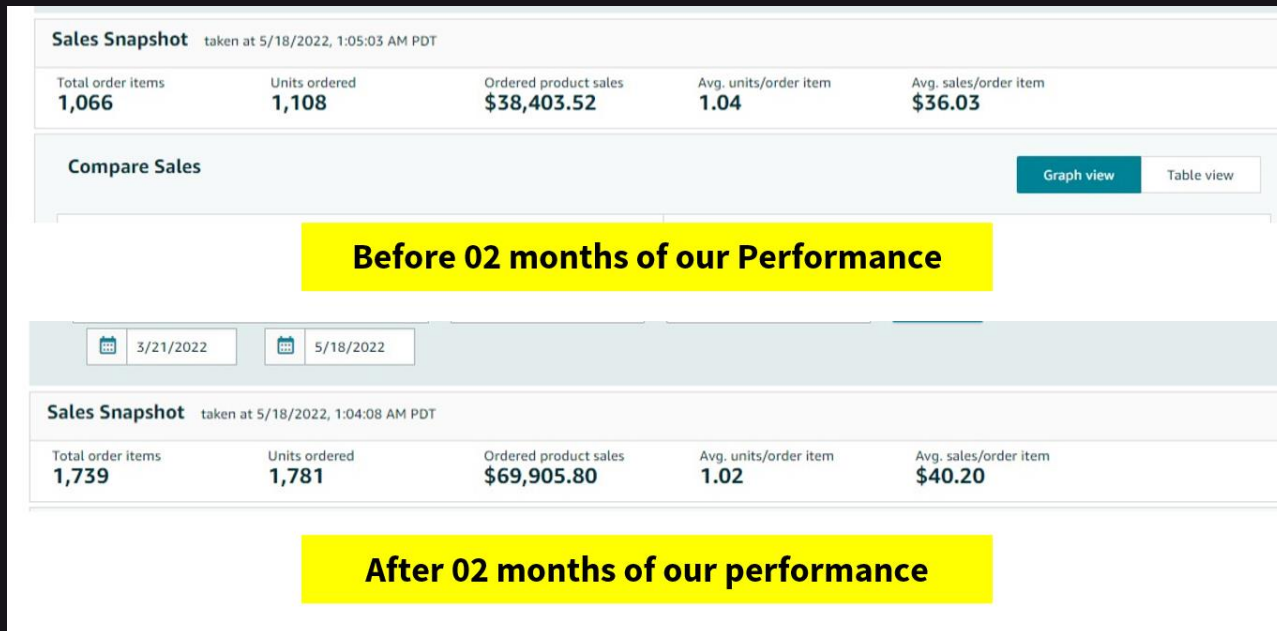 Sales Snapshot taken at 5/18/2022, 1:05:03 AM PDT
Total order items Units ordered Ordered product sales Avg. units/order item Avg. sales/order item
1,066 1,108 $38,403.52 1.04 $36.03
Compare Sales Graph view Table view
Before 02 months of our Performance
3/21/2022 5/18/2022
Sales Snapshot taken at 5/18/2022, 1:04:08 AM PDT
Total order items Units ordered Ordered product sales Avg. units/order item Avg. sales/order item
1,739 1,781 $69,905.80 1.02 $40.20
After 02 months of our performance